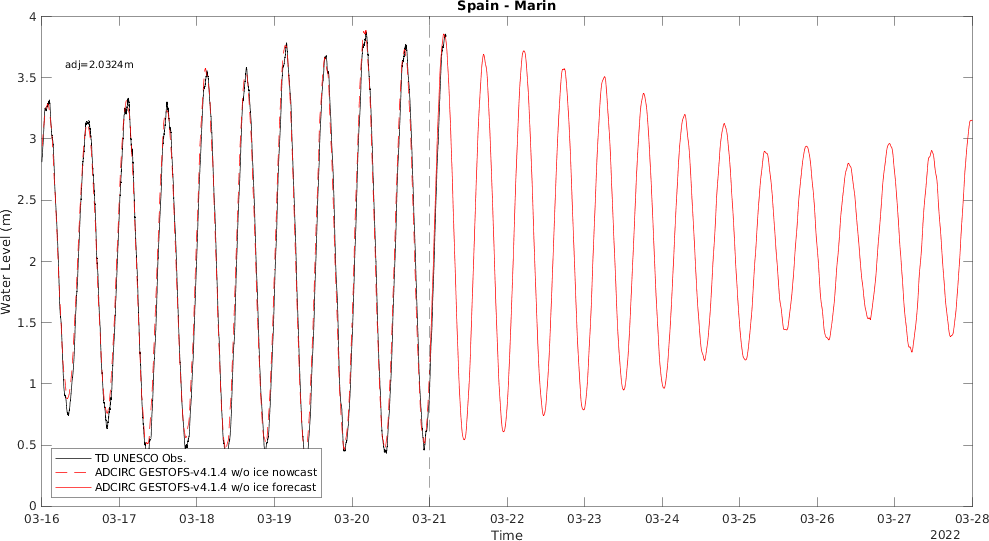 Spain - Marin
4
3.5
3
2.5
2
1.5
1
0.5
0
Water Level (m)
adj=2.0324m
TD UNESCO Obs.
ADCIRC GESTOFS-v4.1.4 w/o ice nowcast
ADCIRC GESTOFS-v4.1.4 w/o ice forecast
03-16 03-17 03-18 03-19 03-20 03-21 03-22 03-23 03-24 03-25 03-26 03-27 03-28
Time
2022